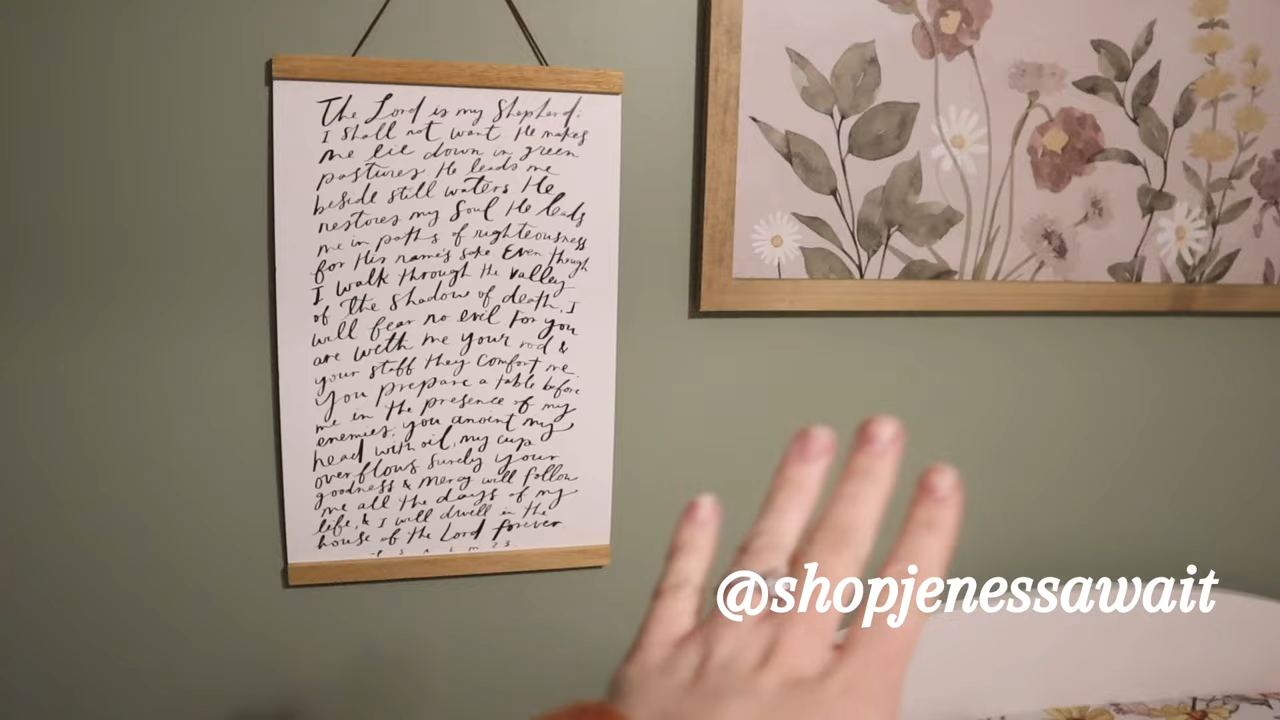 The Lord is my Shepherd;
I shall not want He makes
me lie down in green
pastures He leads me
beside still waters He
restores my Soul He leads
me in paths of righteousness
for His name's sake Even though
I walk through the valley
of the shadow of death, I
will fear no evil for you
are with me your rod &
your staff they comfort me.
You prepare a table before
me in the presence of my
enemies, you anoint my
head with oil, my cup
overflows surely your
goodness & mercy will follow
me all the days of my
life, & I will dwell in the
house of the Lord forever
-Psalm 23
@shopjenessawait